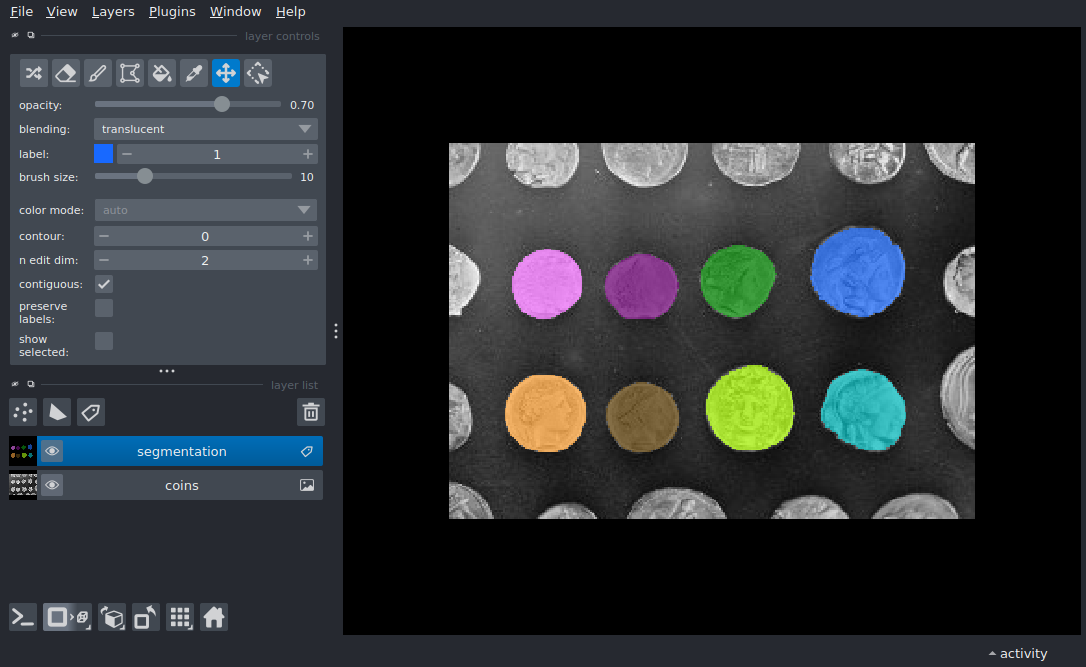 File View Layers Plugins Window Help
layer controls
opacity: 0.70
blending: translucent
label: 1
brush size: 10
color mode: auto
contour: 0
n edit dim: 2
contiguous:
preserve
labels:
show
selected:
layer list
segmentation
coins
activity